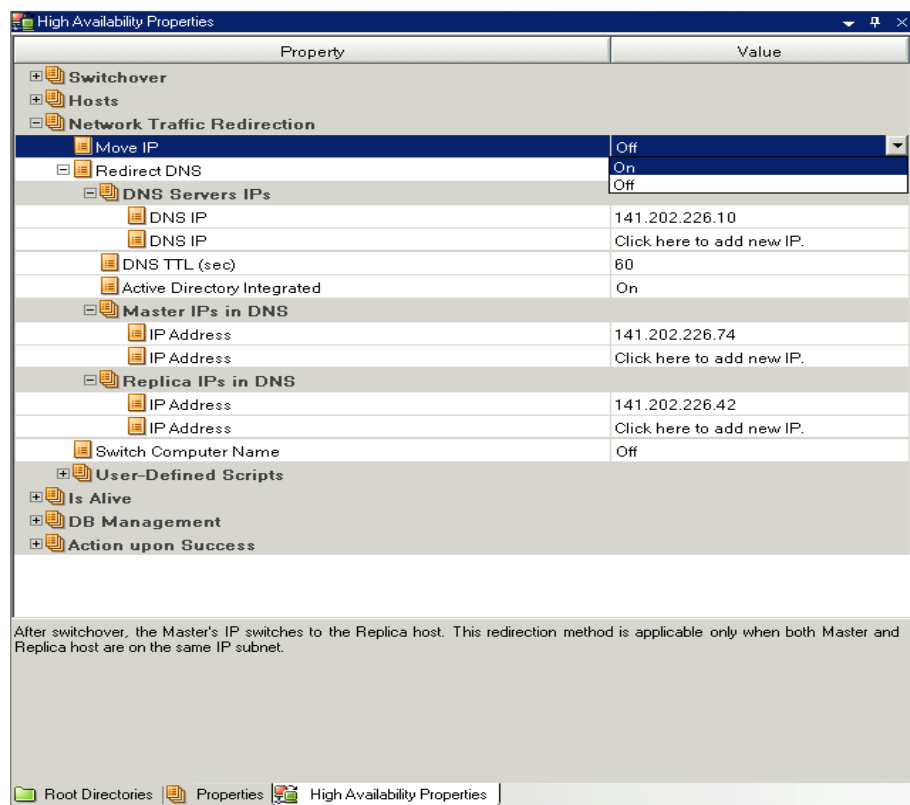 High Availability Properties
Property Value
Switchover
Hosts
Network Traffic Redirection
Move IP Off
Redirect DNS On
Off
DNS Servers IPs
DNS IP 141.202.226.10
DNS IP Click here to add new IP.
DNS TTL (sec) 60
Active Directory Integrated On
Master IPs in DNS
IP Address 141.202.226.74
IP Address Click here to add new IP.
Replica IPs in DNS
IP Address 141.202.226.42
IP Address Click here to add new IP.
Switch Computer Name Off
User-Defined Scripts
Is Alive
DB Management
Action upon Success
After switchover, the Master's IP switches to the Replica host. This redirection method is applicable only when both Master and
Replica host are on the same IP subnet.
Root Directories Properties High Availability Properties